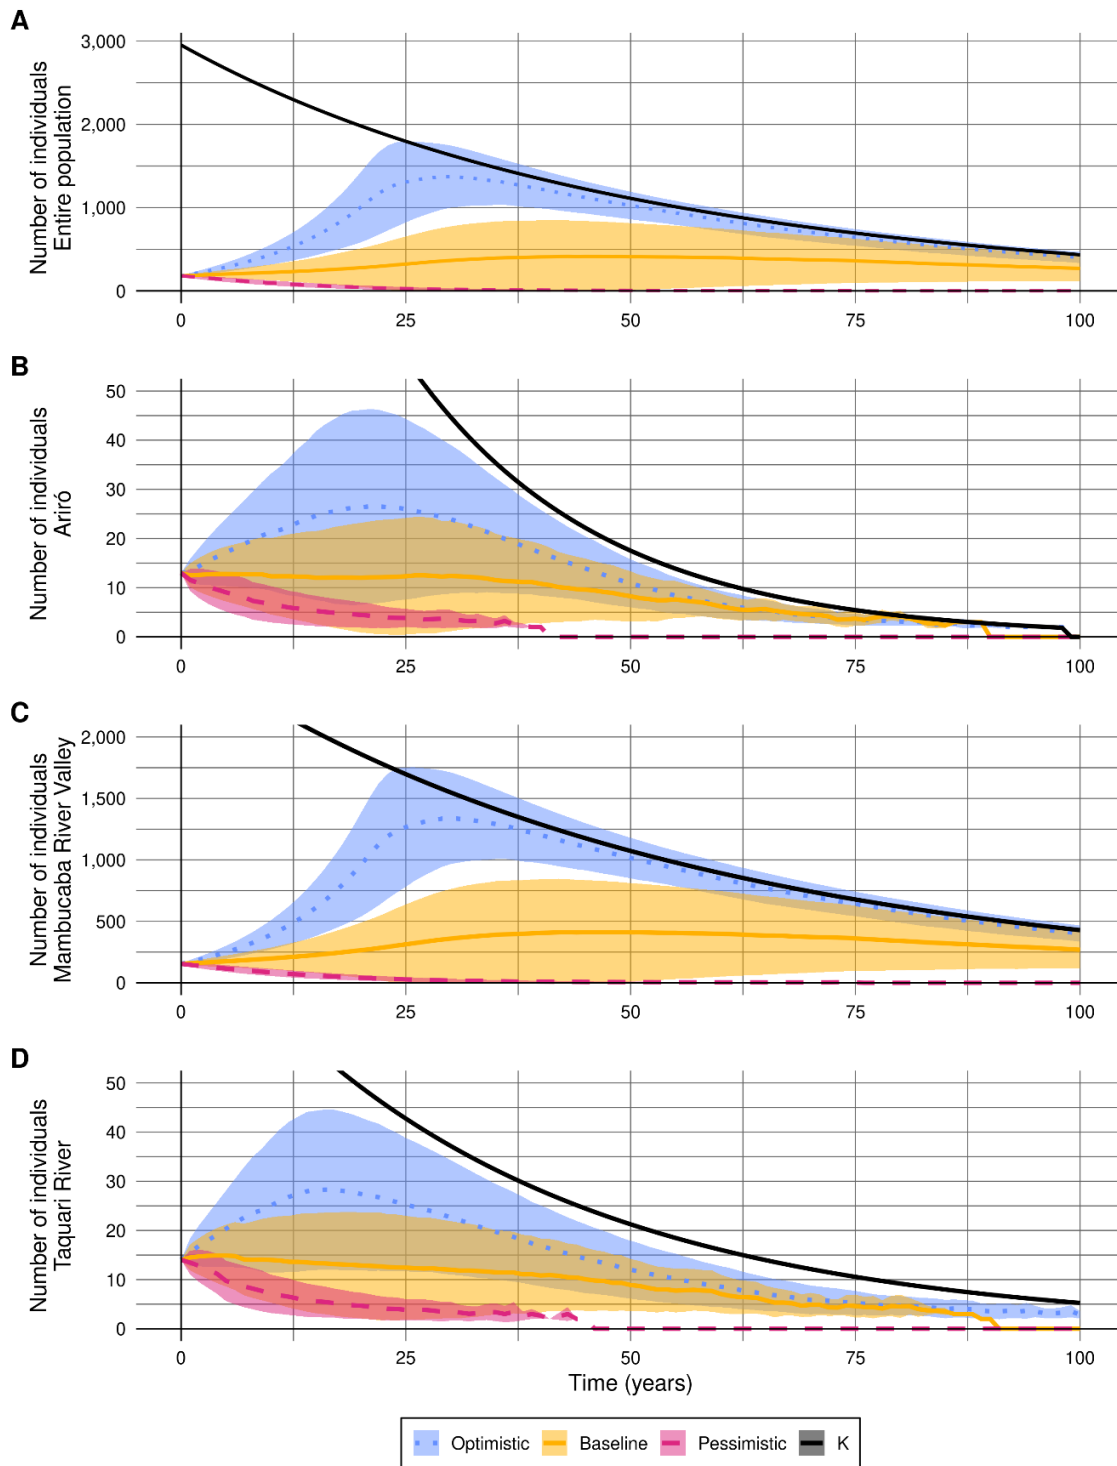 A
Number of individuals
Entire population
3,000
2,000
1,000
0
0 25 50 75 100
B
Number of individuals
Ariró
50
40
30
20
10
0
0 25 50 75 100
C
Number of individuals
Mambucaba River Valley
2,000
1,500
1,000
500
0
0 25 50 75 100
D
Number of individuals
Taquari River
50
40
30
20
10
0
0 25 50 75 100
Time (years)
Optimistic Baseline Pessimistic K